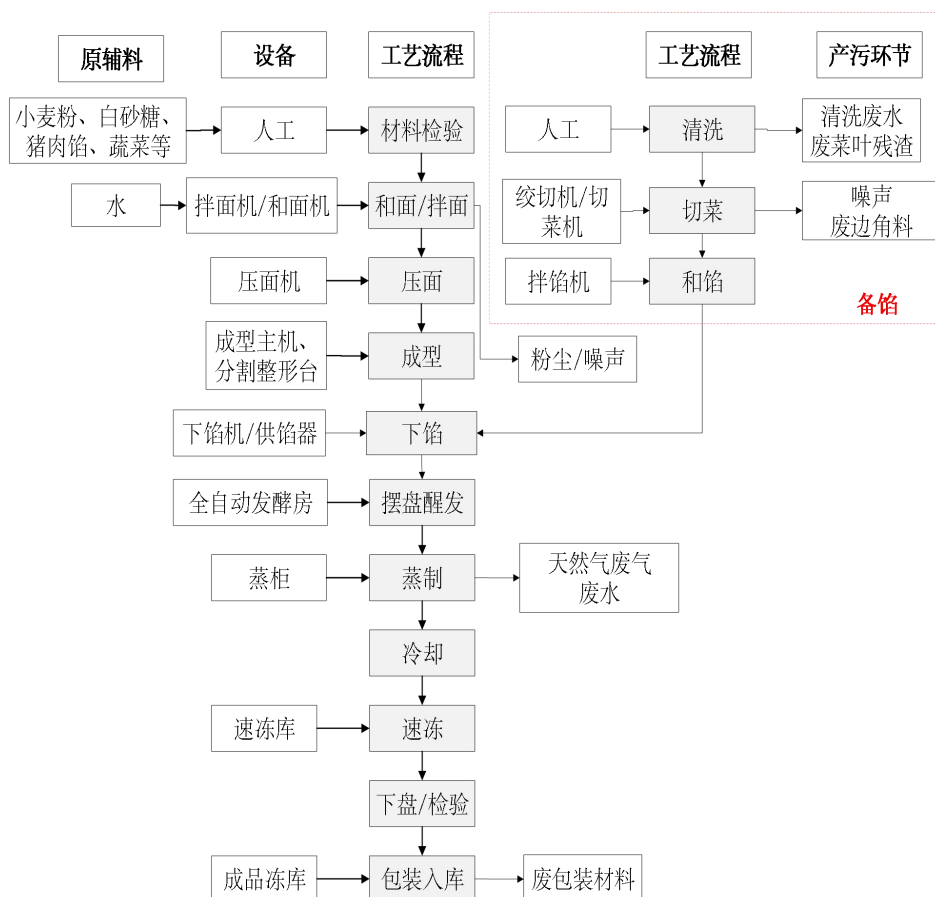 原辅料
设备
工艺流程
工艺流程
产污环节
小麦粉、白砂糖、
猪肉馅、蔬菜等
人工
材料检验
人工
清洗
清洗废水
废菜叶残渣
水
拌面机/和面机
和面/拌面
绞切机/切
菜机
切菜
噪声
废边角料
压面机
压面
拌馅机
和馅
备馅
成型主机、
分割整形台
成型
粉尘/噪声
下馅机/供馅器
下馅
全自动发酵房
摆盘醒发
蒸柜
蒸制
天然气废气
废水
冷却
速冻库
速冻
下盘/检验
成品冻库
包装入库
废包装材料